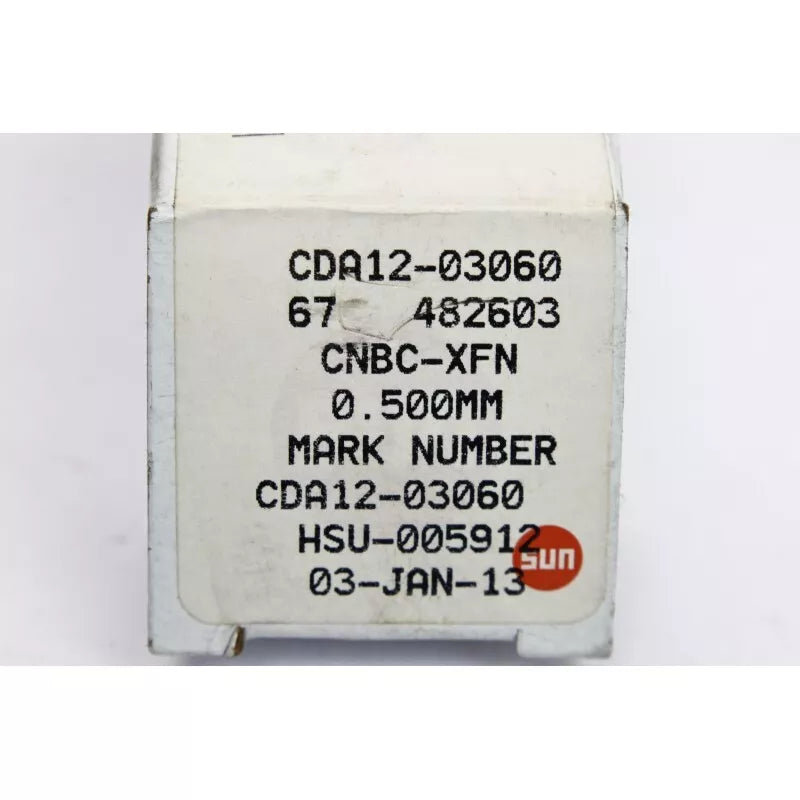 CDA12-03060
67 482603
CNBC-XFN
0.500MM
MARK NUMBER
CDA12-03060
HSU-005912
sun
03-JAN-13